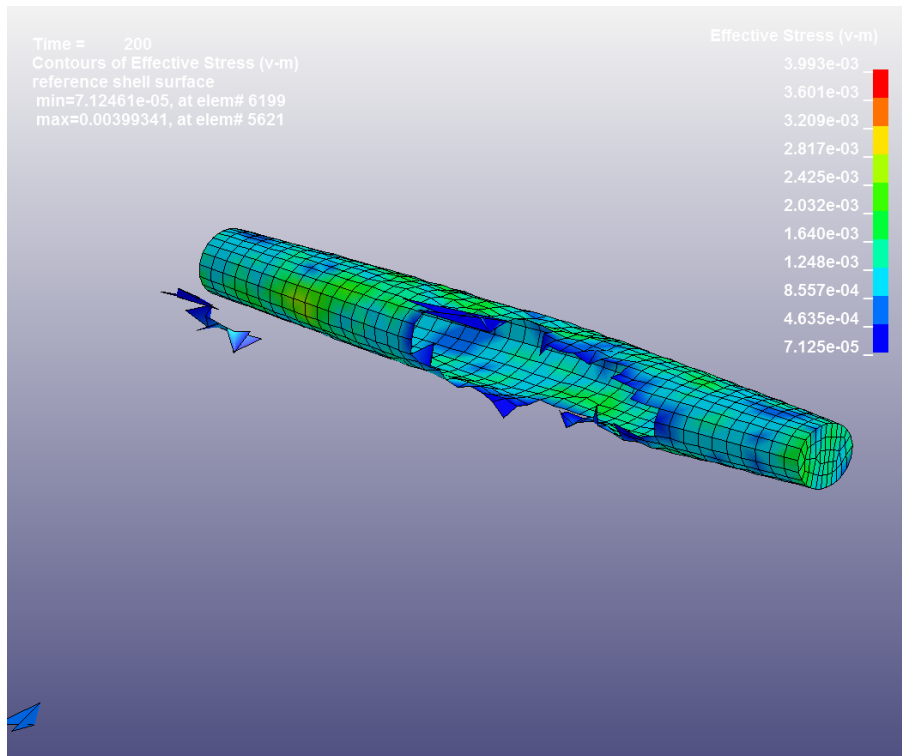 Time =      200
Contours of Effective Stress (v-m)
reference shell surface
min=7.12461e-05, at elem# 6199
max=0.00399341, at elem# 5621
Effective Stress (v-m)
3.993e-03
3.601e-03
3.209e-03
2.817e-03
2.425e-03
2.032e-03
1.640e-03
1.248e-03
8.557e-04
4.635e-04
7.125e-05